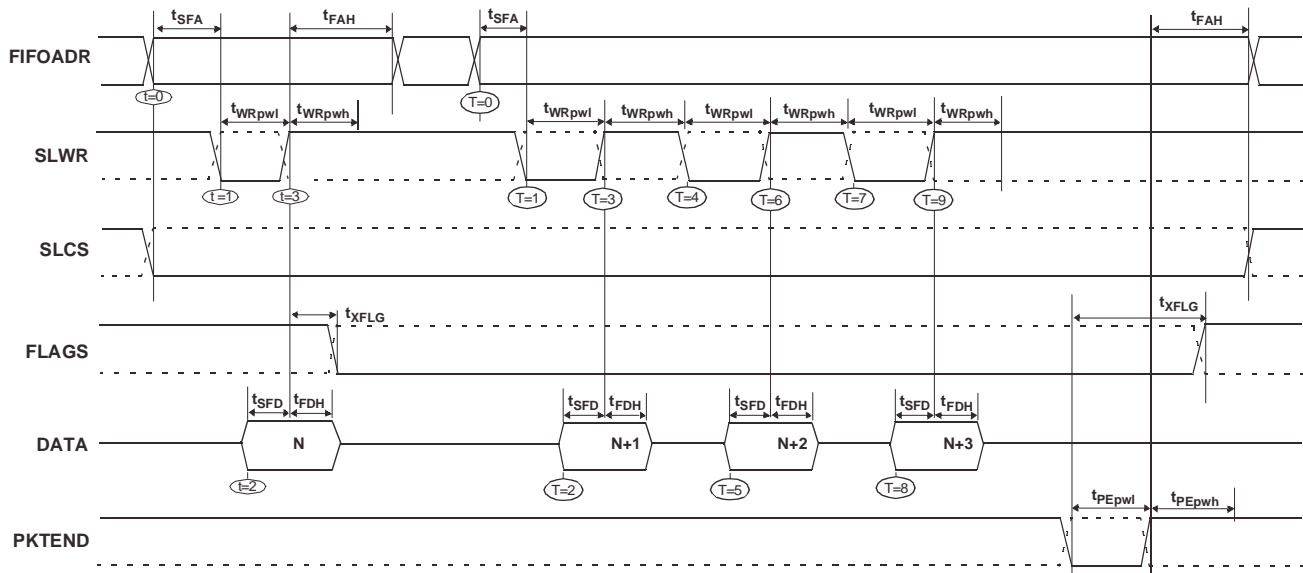 tSFA tFAH tSFA tFAH
FIFOADR
t=0 T=0
tWRpwl tWRpwh tWRpwl tWRpwh tWRpwl tWRpwh tWRpwl tWRpwh
SLWR
t=1 t=3 T=1 T=3 T=4 T=6 T=7 T=9
SLCS
tXFLG tXFLG
FLAGS
tSFD tFDH tSFD tFDH tSFD tFDH tSFD tFDH
DATA N N+1 N+2 N+3
t=2 T=2 T=5 T=8
tPEpwl tPEpwh
PKTEND